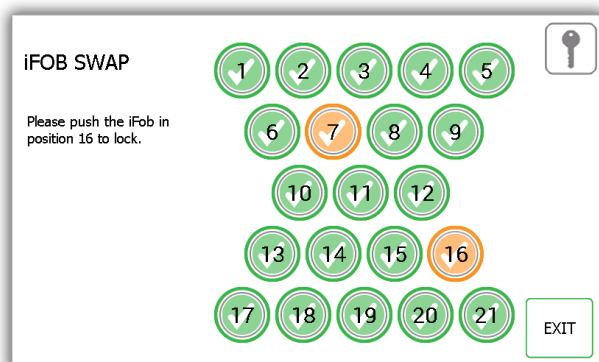 iFOB SWAP
Please push the iFob in
position 16 to lock.
1 2 3 4 5
6 7 8 9
10 11 12
13 14 15 16
17 18 19 20 21
EXIT